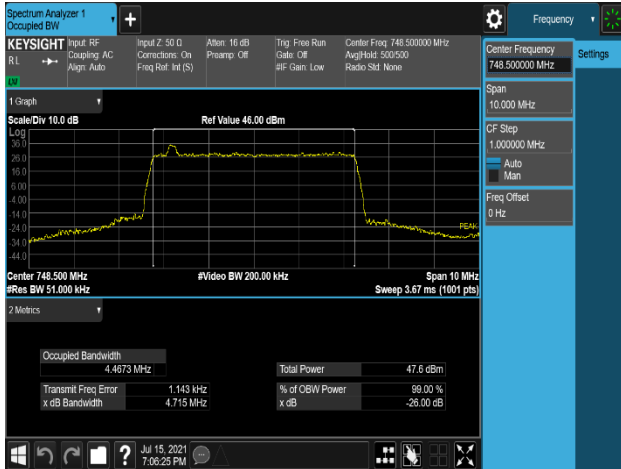 Spectrum Analyzer 1
Occupied BW
KEYSIGHT
R L
LW
Input: RF
Coupling: AC
Align: Auto
Input Z: 50 Ω
Corrections: On
Freq Ref: Int (S)
Atten: 16 dB
Preamp: Off
Trig: Free Run
Gate: Off
#IF Gain: Low
Center Freq: 748.500000 MHz
Avg|Hold: 500/500
Radio Std: None
1 Graph
Scale/Div 10.0 dB
Ref Value 46.00 dBm
Log
36.0
26.0
16.0
6.00
-4.00
-14.0
-24.0
-34.0
-44.0
PEAK
Center 748.500 MHz
#Video BW 200.00 kHz
Span 10 MHz
#Res BW 51.000 kHz
Sweep 3.67 ms (1001 pts)
2 Metrics
Occupied Bandwidth
4.4673 MHz
Total Power 47.6 dBm
Transmit Freq Error 1.143 kHz
% of OBW Power 99.00 %
x dB Bandwidth 4.715 MHz
x dB -26.00 dB
?
Jul 15, 2021
7:06:25 PM
Frequency
Settings
Center Frequency
748.500000 MHz
Span
10.000 MHz
CF Step
1.000000 MHz
Auto
Man
Freq Offset
0 Hz